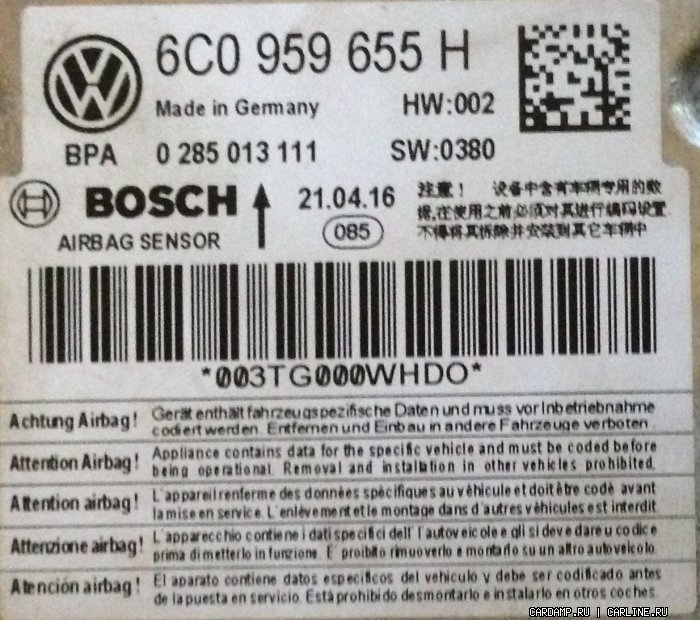 6C0 959 655 H
Made in Germany HW:002
BPA 0 285 013 111 SW:0380
BOSCH 21.04.16
AIRBAG SENSOR 085
注意! 设备中含有车辆专用的数
据,在使用之前必须对其进行编码设置
不得将其拆除并安装到其它车辆中
*003TG000WHDO*
Achtung Airbag! Gerät enthält fahrzeugspezifische Daten und muss vor Inbetriebnahme
codiert werden. Entfernen und Einbau in andere Fahrzeuge verboten.
Attention Airbag! Appliance contains data for the specific vehicle and must be coded before
being operational. Removal and installation in other vehicles prohibited.
Attention airbag! L'appareil renferme des données spécifiques au véhicule et doit être codé avant
la mise en service. L'enlèvement et le montage dans d'autres véhicules est interdit.
Attenzione airbag! L'apparecchio contiene i dati specifici dell'l'autoveicolo e gli si deve dare u codice
prima di metterlo in funzione. E' proibito rimuoverlo e montarlo su un altro autoveicolo.
Atención airbag! El aparato contiene datos específicos del vehículo y debe ser codificado antes
de la puesta en servicio. Está prohibido desmontarlo e instalarlo en otros coches.
CARDAMP.RU | CARLINE.RU